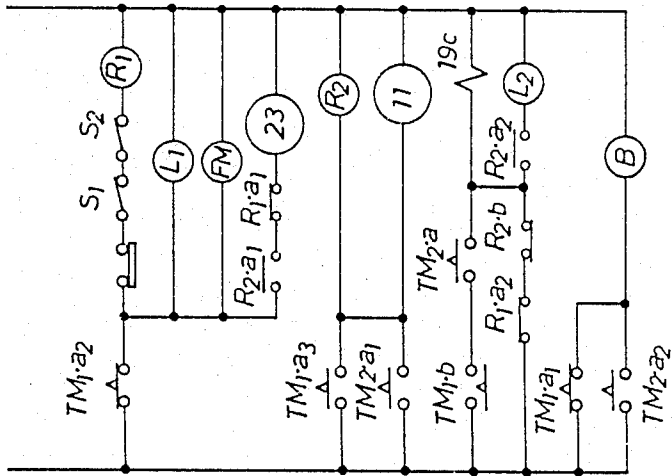 R1
S2
S1
TM1·a2
L1
FM
23
R1·a1
R2·a1
R2
TM1·a3
11
TM2·a1
19c
TM2·a
TM1·b
L2
R2·a2
R2·b
R1·a2
B
TM1·a1
TM2·a2